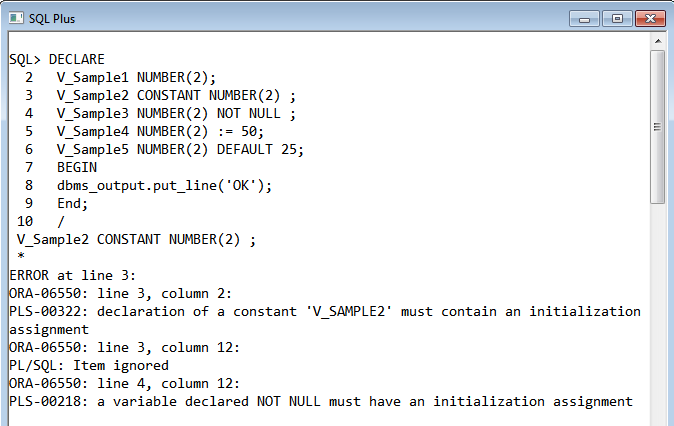 SQL Plus
SQL> DECLARE
2 V_Sample1 NUMBER(2);
3 V_Sample2 CONSTANT NUMBER(2) ;
4 V_Sample3 NUMBER(2) NOT NULL ;
5 V_Sample4 NUMBER(2) := 50;
6 V_Sample5 NUMBER(2) DEFAULT 25;
7 BEGIN
8 dbms_output.put_line('OK');
9 End;
10 /
V_Sample2 CONSTANT NUMBER(2) ;
*
ERROR at line 3:
ORA-06550: line 3, column 2:
PLS-00322: declaration of a constant 'V_SAMPLE2' must contain an initialization
assignment
ORA-06550: line 3, column 12:
PL/SQL: Item ignored
ORA-06550: line 4, column 12:
PLS-00218: a variable declared NOT NULL must have an initialization assignment